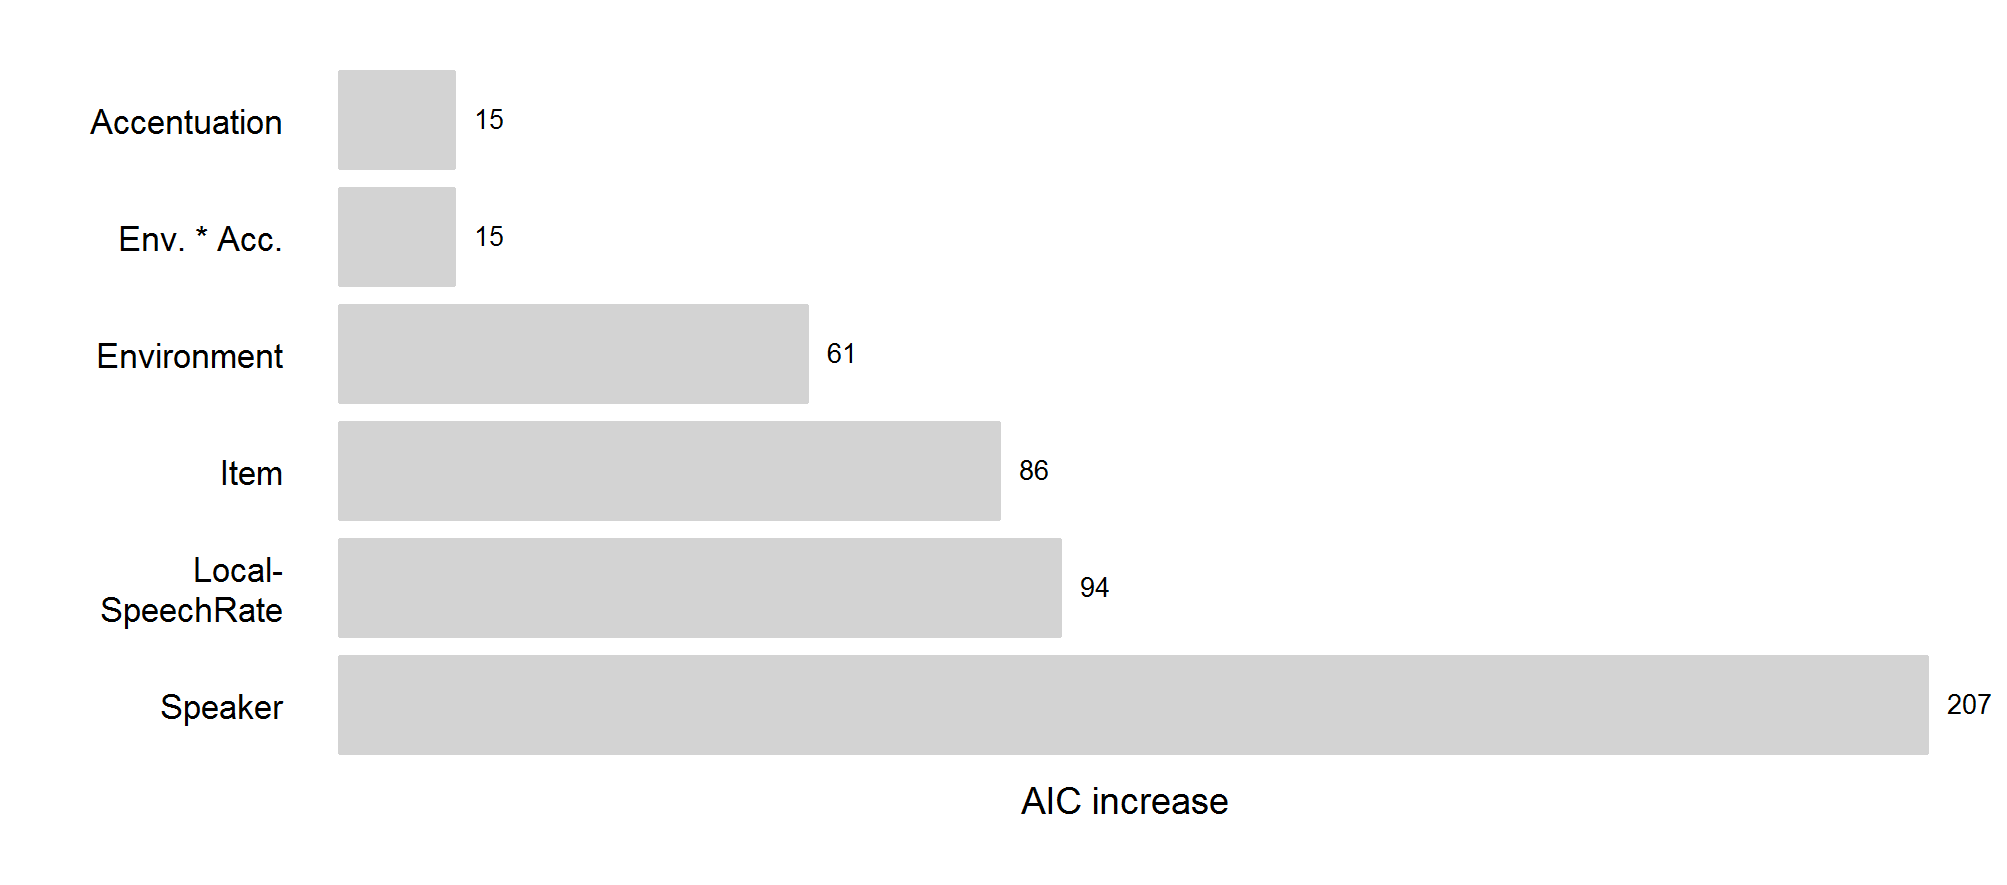 Accentuation
15
Env. * Acc.
15
Environment
61
Item
86
Local-
SpeechRate
94
Speaker
207
AIC increase